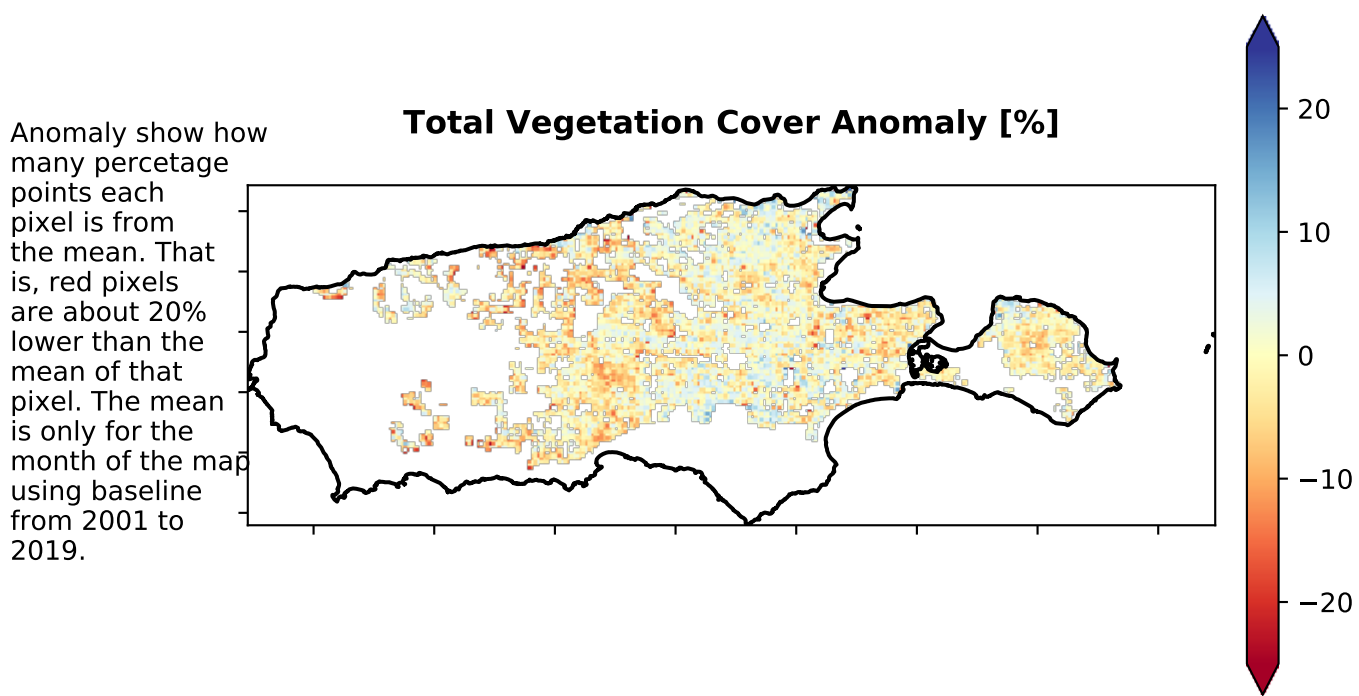 Total Vegetation Cover Anomaly [%]
Anomaly show how
many percetage
points each
pixel is from
the mean. That
is, red pixels
are about 20%
lower than the
mean of that
pixel. The mean
is only for the
month of the map
using baseline
from 2001 to
2019.
20
10
0
−10
−20